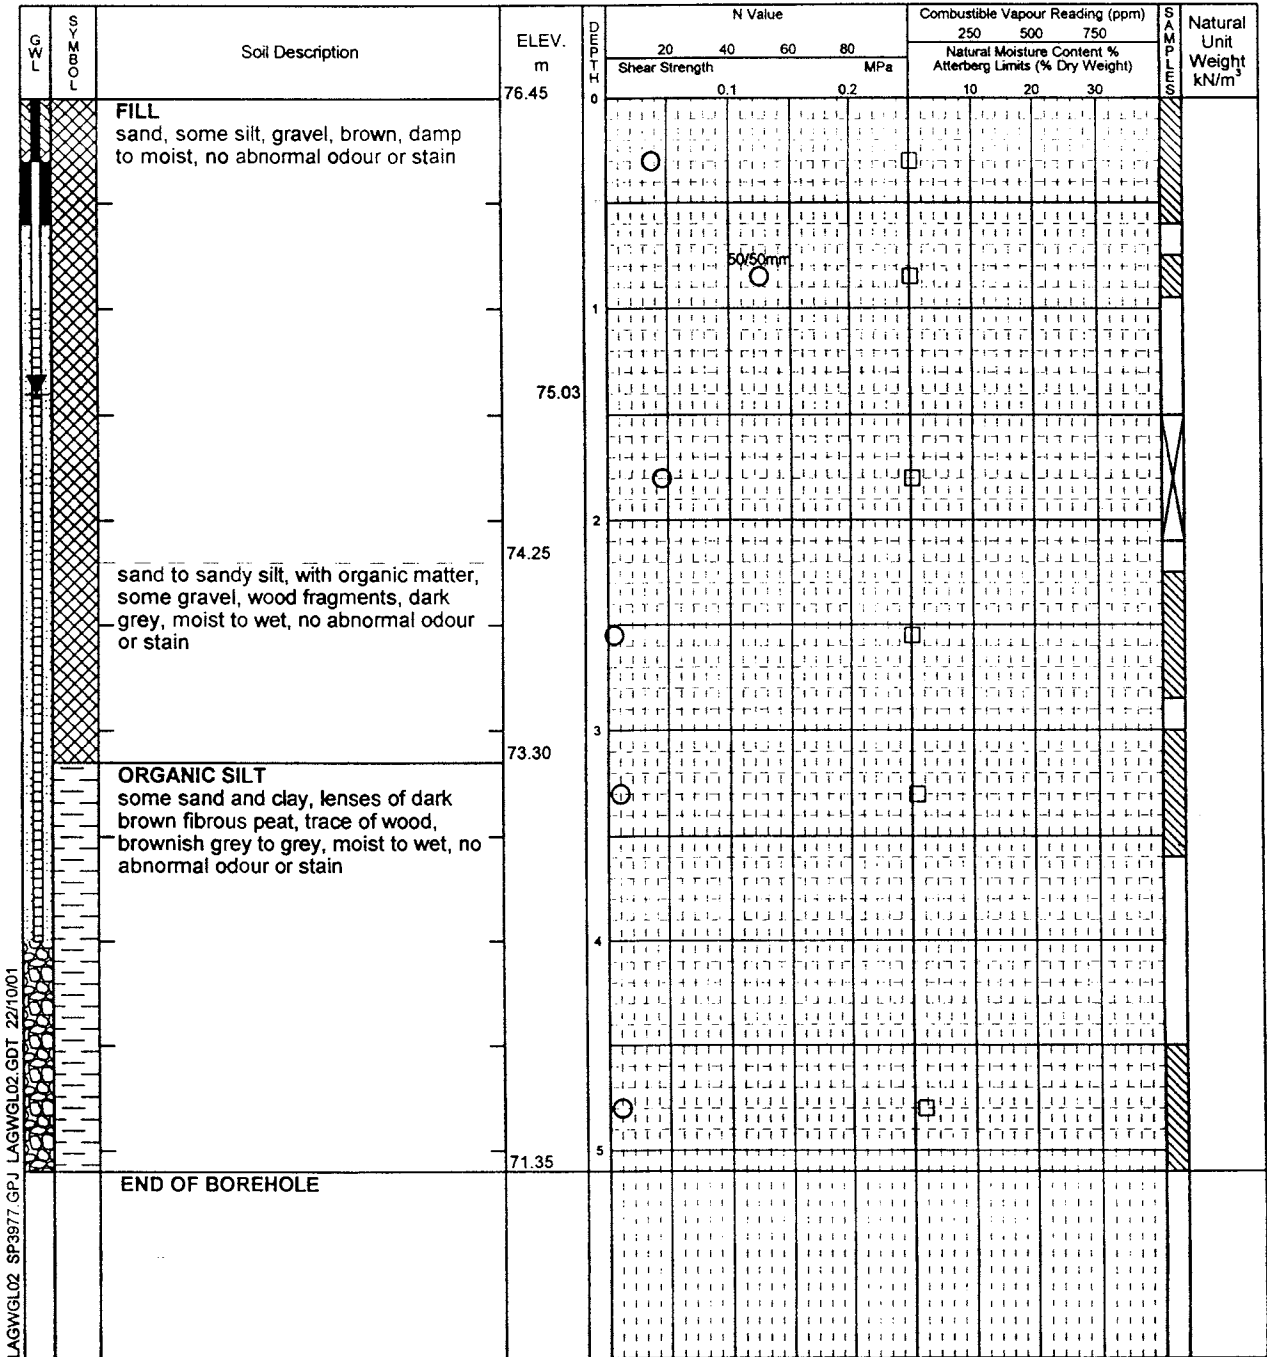 GWL
SYMBOL
Soil Description
ELEV.
m
DEPTH
N Value
20 40 60 80
Shear Strength MPa
0.1 0.2
Combustible Vapour Reading (ppm)
250 500 750
Natural Moisture Content %
Atterberg Limits (% Dry Weight)
10 20 30
SAMPLES
Natural
Unit
Weight
kN/m³
76.45
0
FILL
sand, some silt, gravel, brown, damp
to moist, no abnormal odour or stain
50/50mm
1
75.03
2
74.25
sand to sandy silt, with organic matter,
some gravel, wood fragments, dark
grey, moist to wet, no abnormal odour
or stain
3
73.30
ORGANIC SILT
some sand and clay, lenses of dark
brown fibrous peat, trace of wood,
brownish grey to grey, moist to wet, no
abnormal odour or stain
4
5
71.35
END OF BOREHOLE
LAGWGL02 SP3977.GPJ LAGWGL02.GDT 22/10/01